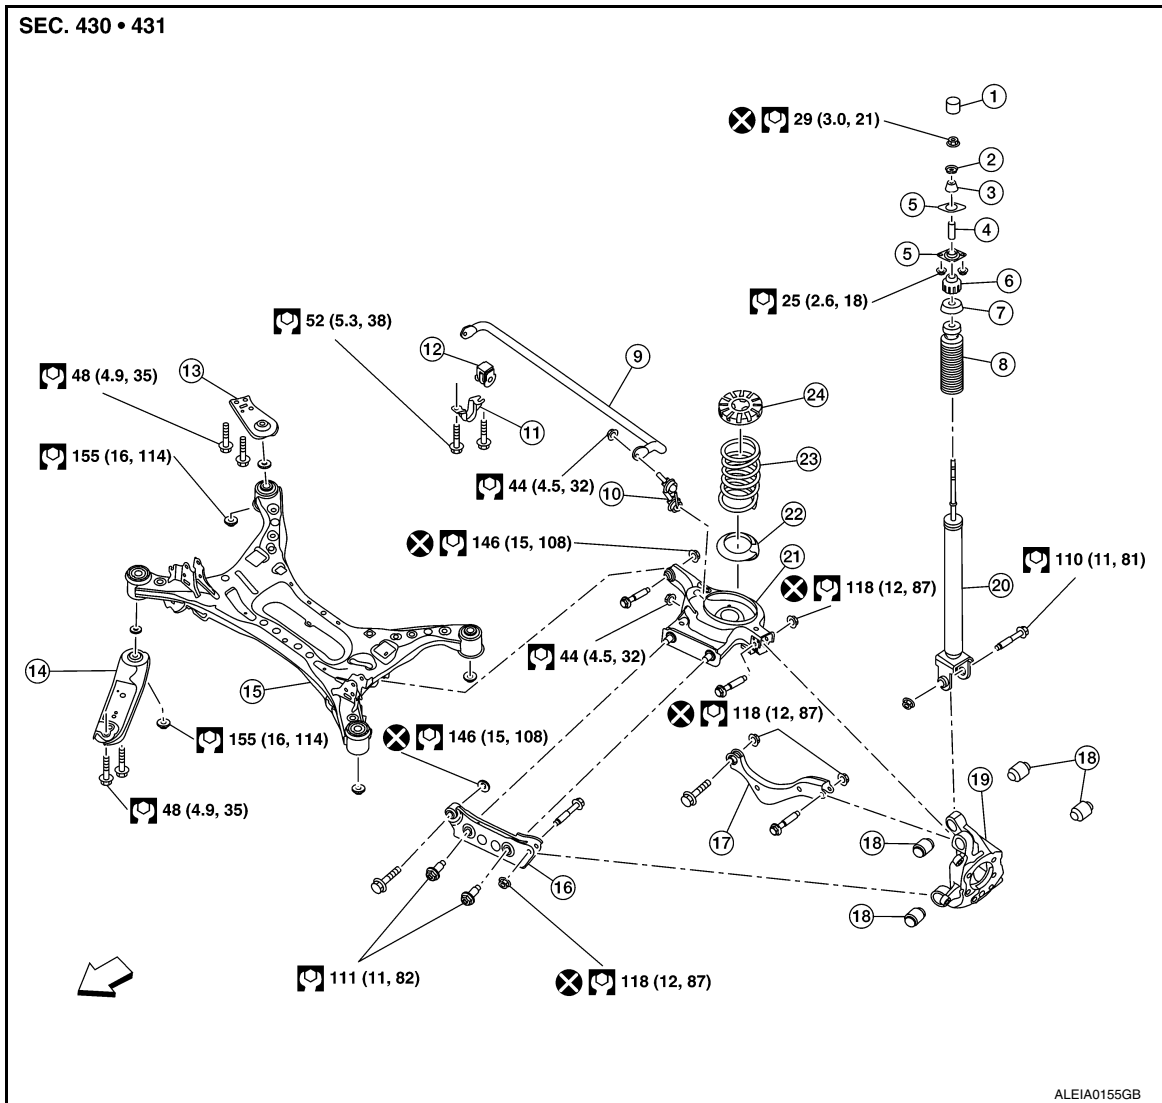 SEC. 430 • 431
1
29 (3.0, 21)
2
3
5
4
5
6
25 (2.6, 18)
7
52 (5.3, 38)
12
9
8
48 (4.9, 35)
13
24
11
155 (16, 114)
23
44 (4.5, 32)
10
22
146 (15, 108)
21
110 (11, 81)
118 (12, 87)
20
44 (4.5, 32)
14
15
118 (12, 87)
155 (16, 114)
146 (15, 108)
18
19
48 (4.9, 35)
17
18
16
18
111 (11, 82)
118 (12, 87)
ALEIA0155GB